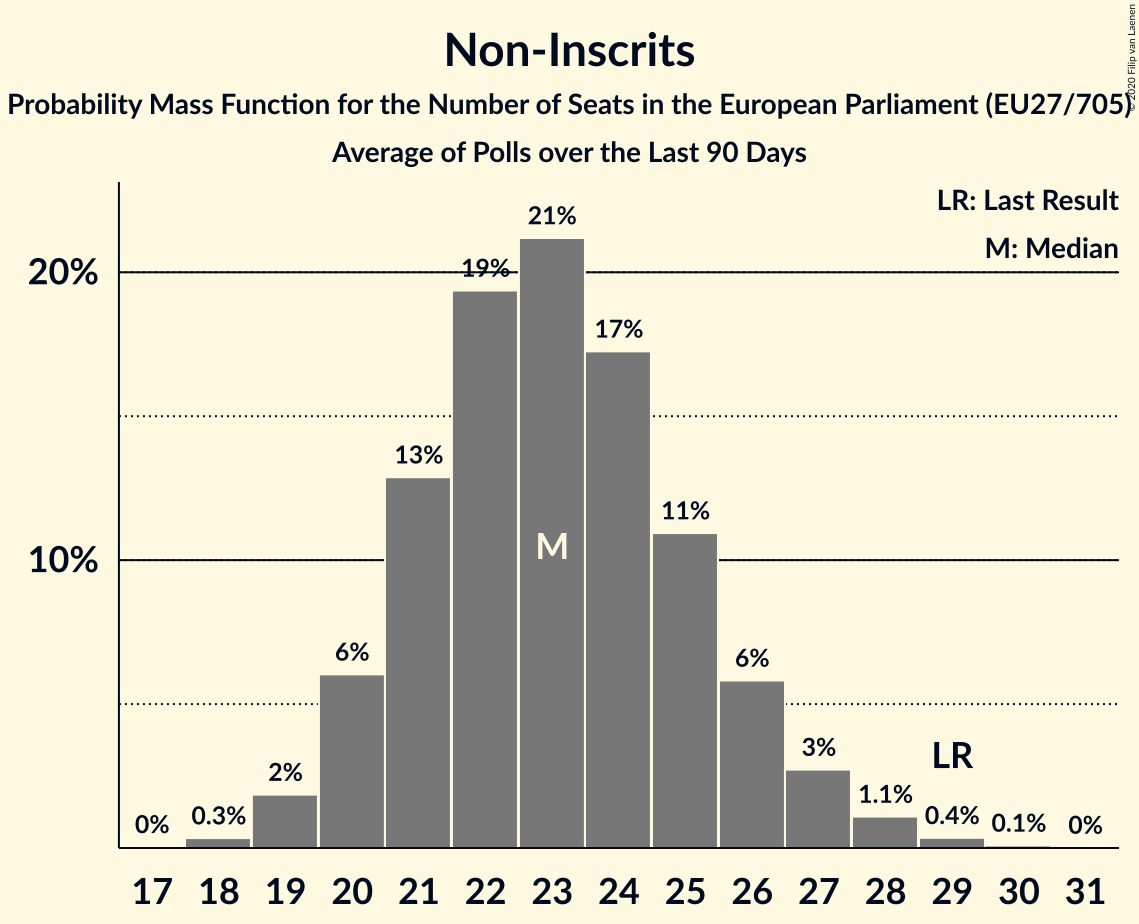 Non-Inscrits
Probability Mass Function for the Number of Seats in the European Parliament (EU27/705)
Average of Polls over the Last 90 Days
© 2020 Filip van Laenen
LR: Last Result
M: Median
20%
10%
0%
0.3%
2%
6%
13%
19%
21%
17%
11%
6%
3%
1.1%
0.4%
0.1%
0%
M
LR
17 18 19 20 21 22 23 24 25 26 27 28 29 30 31